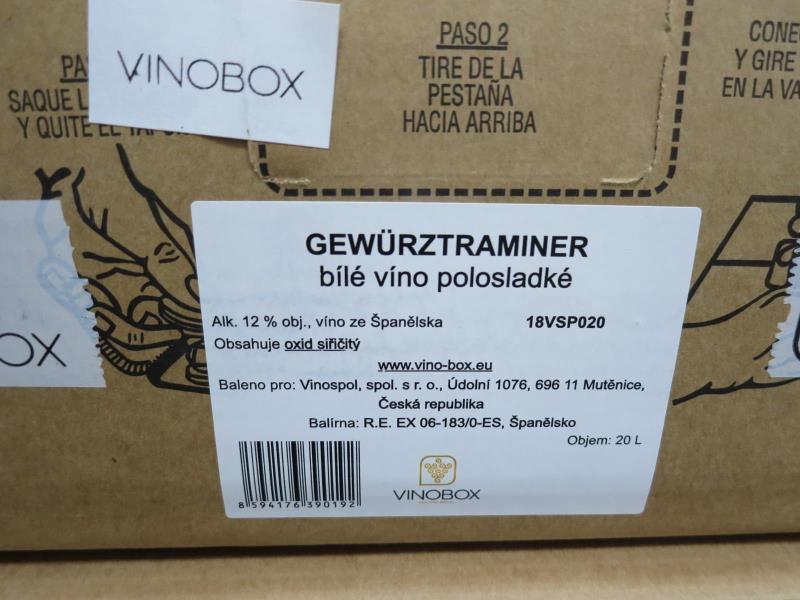 PASO 2
TIRE DE LA
PESTAÑA
HACIA ARRIBA
PA
SAQUE L
Y QUITE EL TAP
VINOBOX
CONE
Y GIRE
EN LA VA
OX
GEWÜRZTRAMINER
bílé víno polosladké
Alk. 12 % obj., víno ze Španělska 18VSP020
Obsahuje oxid siřičitý
www.vino-box.eu
Baleno pro: Vinospol, spol. s r. o., Údolní 1076, 696 11 Mutěnice,
Česká republika
Balírna: R.E. EX 06-183/0-ES, Španělsko
Objem: 20 L
8 594176 390192
VINOBOX